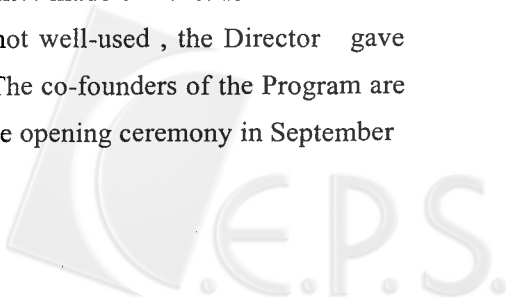 not well-used , the Director gave
The co-founders of the Program are
e opening ceremony in September
C.E.P.S.